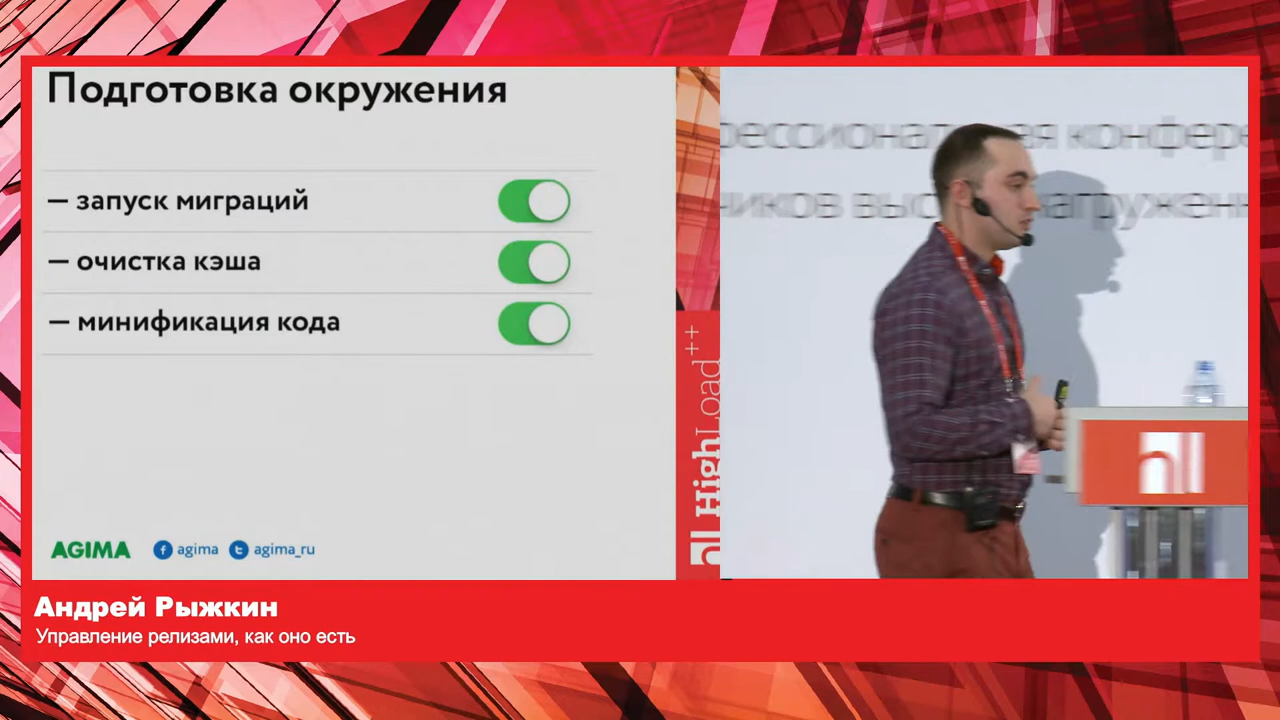 Подготовка окружения
— запуск миграций
— очистка кэша
— минификация кода
AGIMA agima agima_ru
HighLoad++
Андрей Рыжкин
Управление релизами, как оно есть